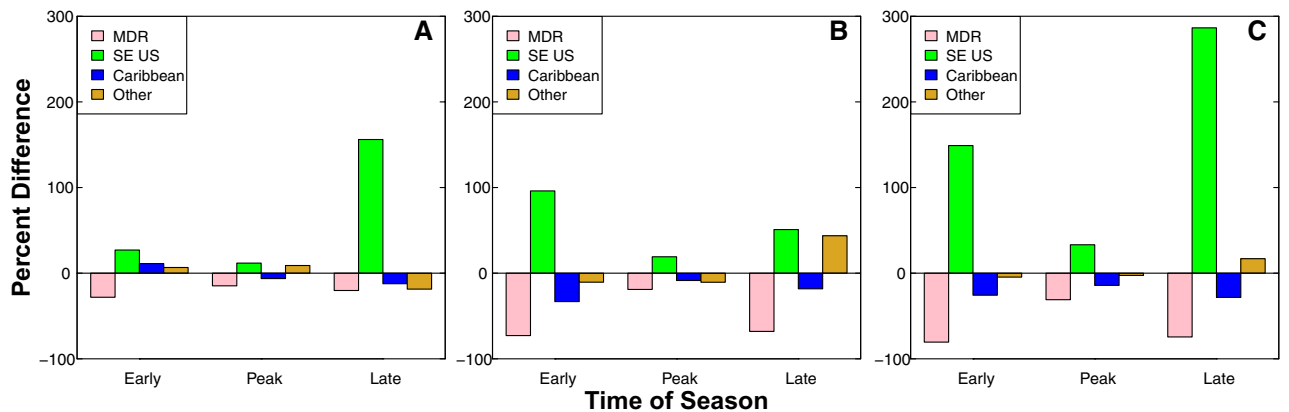 Percent Difference
300
200
100
0
−100
MDR
SE US
Caribbean
Other
A
Early
Peak
Late
300
200
100
0
−100
MDR
SE US
Caribbean
Other
B
Early
Peak
Late
300
200
100
0
−100
MDR
SE US
Caribbean
Other
C
Early
Peak
Late
Time of Season